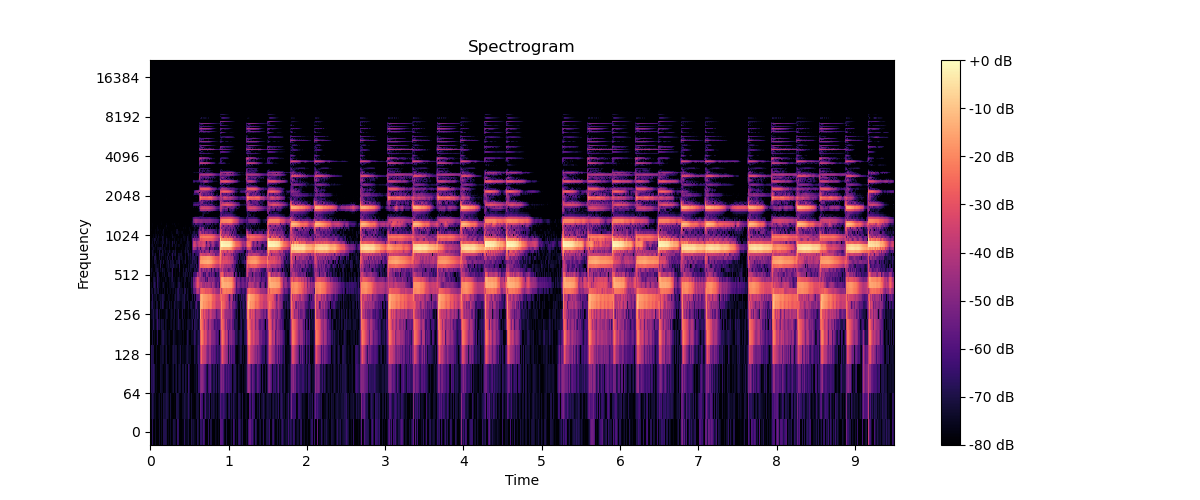 Spectrogram
Frequency
16384
8192
4096
2048
1024
512
256
128
64
0
0 1 2 3 4 5 6 7 8 9
Time
+0 dB
-10 dB
-20 dB
-30 dB
-40 dB
-50 dB
-60 dB
-70 dB
-80 dB